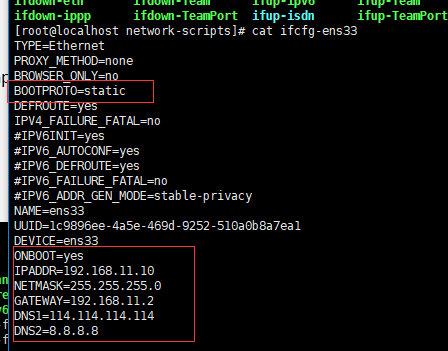 ifdown-eth ifdown-Team ifup-ipv6 ifup-Team
ifdown-ippp ifdown-TeamPort ifup-isdn ifup-TeamPort
[root@localhost network-scripts]# cat ifcfg-ens33
TYPE=Ethernet
PROXY_METHOD=none
BROWSER_ONLY=no
BOOTPROTO=static
DEFROUTE=yes
IPV4_FAILURE_FATAL=no
#IPV6INIT=yes
#IPV6_AUTOCONF=yes
#IPV6_DEFROUTE=yes
#IPV6_FAILURE_FATAL=no
#IPV6_ADDR_GEN_MODE=stable-privacy
NAME=ens33
UUID=1c9896ee-4a5e-469d-9252-510a0b8a7ea1
DEVICE=ens33
ONBOOT=yes
IPADDR=192.168.11.10
NETMASK=255.255.255.0
GATEWAY=192.168.11.2
DNS1=114.114.114.114
DNS2=8.8.8.8